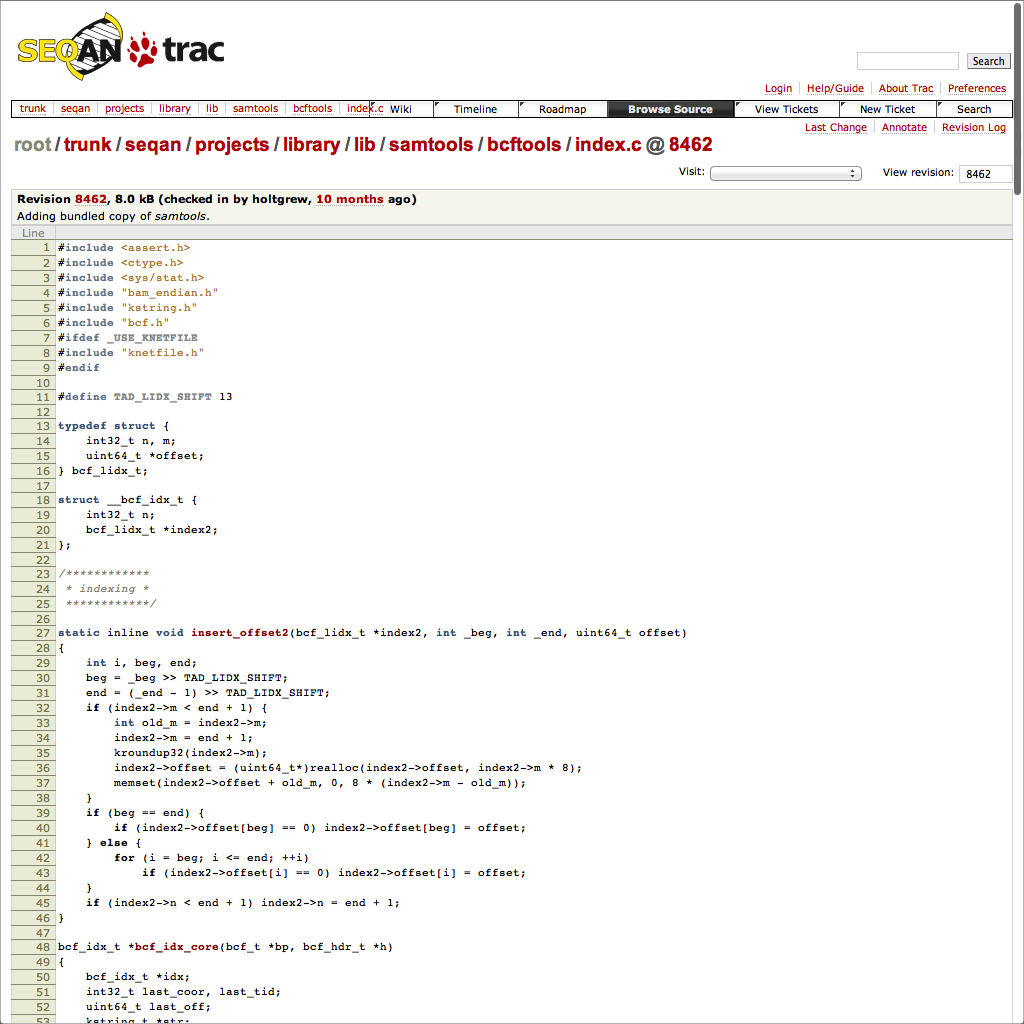 SEQAN trac
Search
Login Help/Guide About Trac Preferences
trunk seqan projects library lib samtools bcftools index.c Wiki Timeline Roadmap Browse Source View Tickets New Ticket Search
Last Change Annotate Revision Log
root / trunk / seqan / projects / library / lib / samtools / bcftools / index.c @ 8462
Visit: View revision: 8462
Revision 8462, 8.0 kB (checked in by holtgrew, 10 months ago)
Adding bundled copy of samtools.
Line
1 #include <assert.h>
2 #include <ctype.h>
3 #include <sys/stat.h>
4 #include "bam_endian.h"
5 #include "kstring.h"
6 #include "bcf.h"
7 #ifdef _USE_KNETFILE
8 #include "knetfile.h"
9 #endif
10
11 #define TAD_LIDX_SHIFT 13
12
13 typedef struct {
14     int32_t n, m;
15     uint64_t *offset;
16 } bcf_lidx_t;
17
18 struct __bcf_idx_t {
19     int32_t n;
20     bcf_lidx_t *index2;
21 };
22
23 /************
24  * indexing *
25  ************/
26
27 static inline void insert_offset2(bcf_lidx_t *index2, int _beg, int _end, uint64_t offset)
28 {
29     int i, beg, end;
30     beg = _beg >> TAD_LIDX_SHIFT;
31     end = (_end - 1) >> TAD_LIDX_SHIFT;
32     if (index2->m < end + 1) {
33         int old_m = index2->m;
34         index2->m = end + 1;
35         kroundup32(index2->m);
36         index2->offset = (uint64_t*)realloc(index2->offset, index2->m * 8);
37         memset(index2->offset + old_m, 0, 8 * (index2->m - old_m));
38     }
39     if (beg == end) {
40         if (index2->offset[beg] == 0) index2->offset[beg] = offset;
41     } else {
42         for (i = beg; i <= end; ++i)
43             if (index2->offset[i] == 0) index2->offset[i] = offset;
44     }
45     if (index2->n < end + 1) index2->n = end + 1;
46 }
47
48 bcf_idx_t *bcf_idx_core(bcf_t *bp, bcf_hdr_t *h)
49 {
50     bcf_idx_t *idx;
51     int32_t last_coor, last_tid;
52     uint64_t last_off;
53     kstring_t *str;